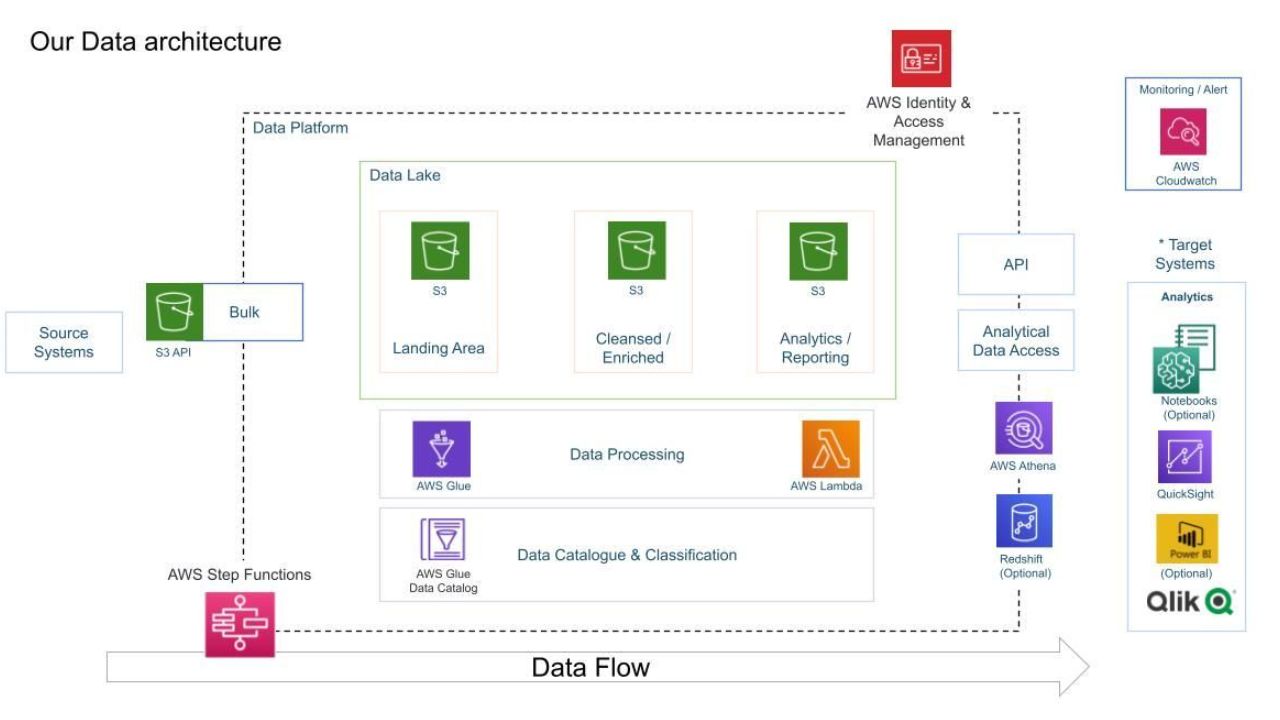 Our Data architecture
AWS Identity &
Access
Management
Monitoring / Alert
AWS
Cloudwatch
Data Platform
Data Lake
S3
Landing Area
S3
Cleansed /
Enriched
S3
Analytics /
Reporting
Source
Systems
S3 API
Bulk
API
Analytical
Data Access
* Target
Systems
Analytics
Notebooks
(Optional)
QuickSight
Power BI
(Optional)
Qlik
AWS Glue
Data Processing
AWS Lambda
AWS Athena
AWS Glue
Data Catalog
Data Catalogue & Classification
Redshift
(Optional)
AWS Step Functions
Data Flow